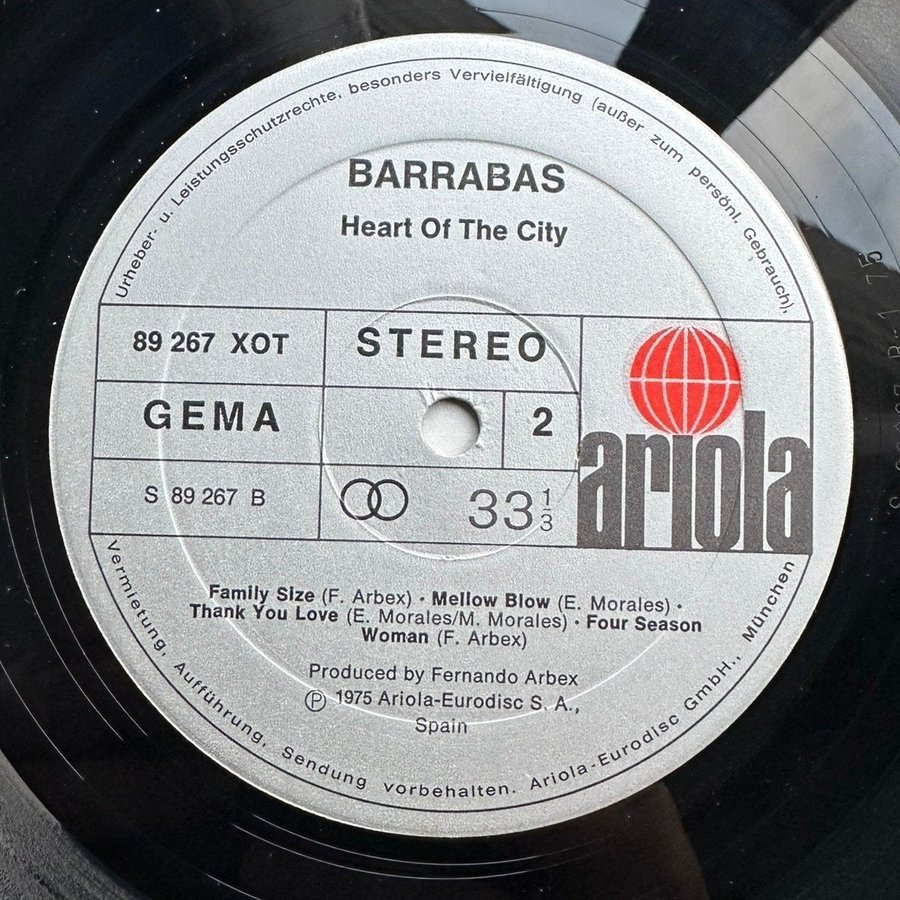 Urheber- u. Leistungsschutzrechte, besonders Vervielfältigung (außer zum persönl. Gebrauch),
BARRABAS
Heart Of The City
89 267 XOT
STEREO
GEMA
2
S 89 267 B
33 1/3
ariola
Family Size (F. Arbex) · Mellow Blow (E. Morales) ·
Thank You Love (E. Morales/M. Morales) · Four Season
Woman (F. Arbex)
Produced by Fernando Arbex
Ⓟ 1975 Ariola-Eurodisc S. A.,
Spain
Vermietung, Aufführung, Sendung vorbehalten. Ariola-Eurodisc GmbH., München